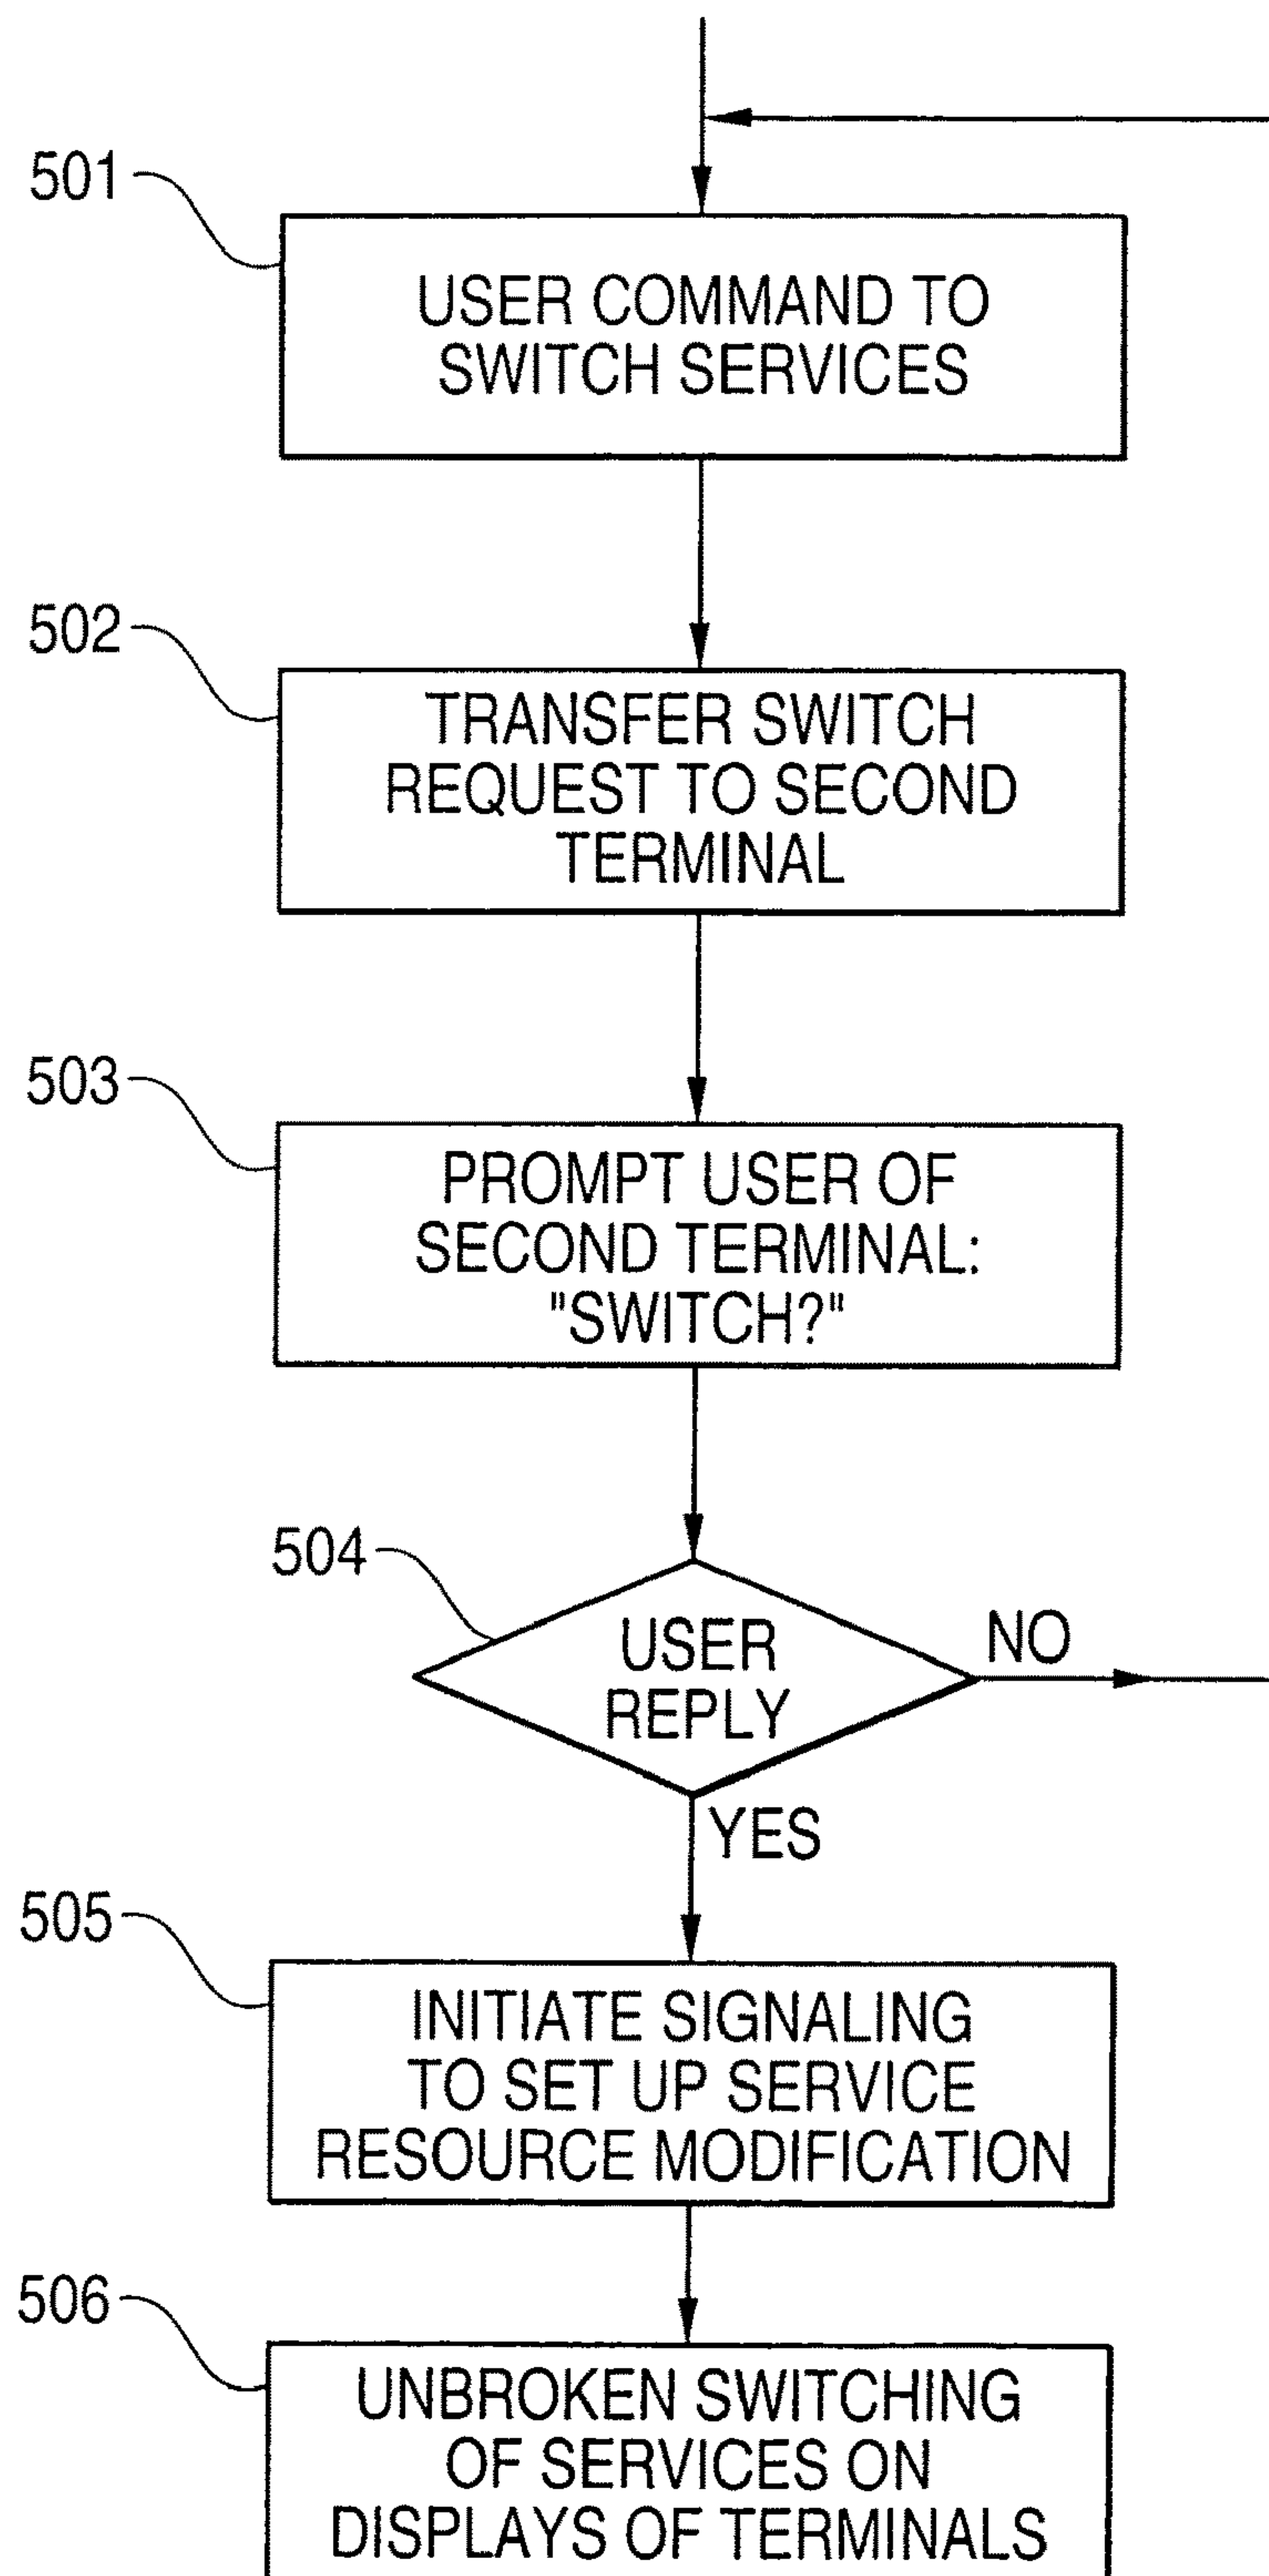 501
USER COMMAND TO
SWITCH SERVICES
502
TRANSFER SWITCH
REQUEST TO SECOND
TERMINAL
503
PROMPT USER OF
SECOND TERMINAL:
"SWITCH?"
504
USER
REPLY
NO
YES
505
INITIATE SIGNALING
TO SET UP SERVICE
RESOURCE MODIFICATION
506
UNBROKEN SWITCHING
OF SERVICES ON
DISPLAYS OF TERMINALS